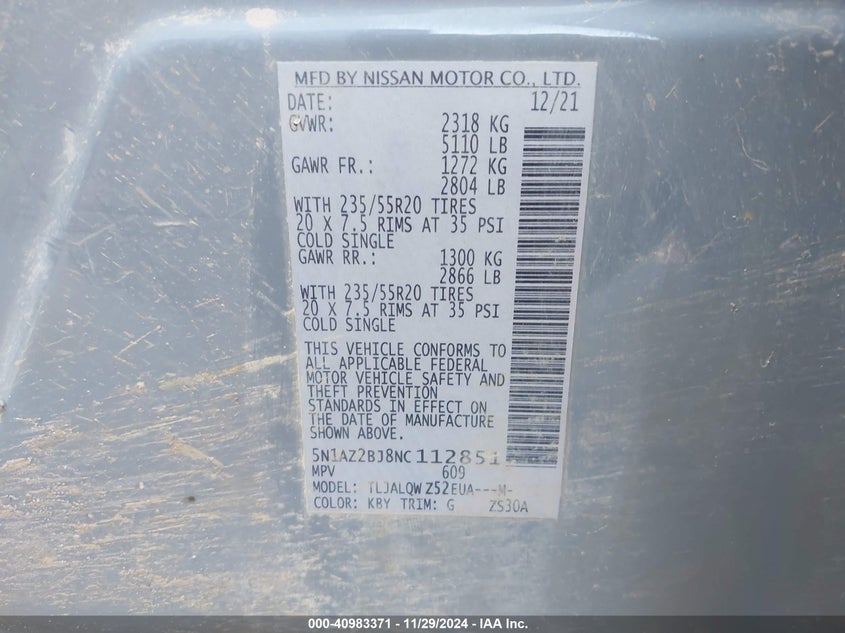 MFD BY NISSAN MOTOR CO., LTD.
DATE: 12/21
GVWR: 2318 KG
5110 LB
GAWR FR.: 1272 KG
2804 LB
WITH 235/55R20 TIRES
20 X 7.5 RIMS AT 35 PSI
COLD SINGLE
GAWR RR.: 1300 KG
2866 LB
WITH 235/55R20 TIRES
20 X 7.5 RIMS AT 35 PSI
COLD SINGLE
THIS VEHICLE CONFORMS TO
ALL APPLICABLE FEDERAL
MOTOR VEHICLE SAFETY AND
THEFT PREVENTION
STANDARDS IN EFFECT ON
THE DATE OF MANUFACTURE
SHOWN ABOVE.
5N1AZ2BJ8NC112851
MPV 609
MODEL: TLJALQW Z52EUA---M-
COLOR: KBY TRIM: G ZS30A
000-40983371 - 11/29/2024 - IAA Inc.